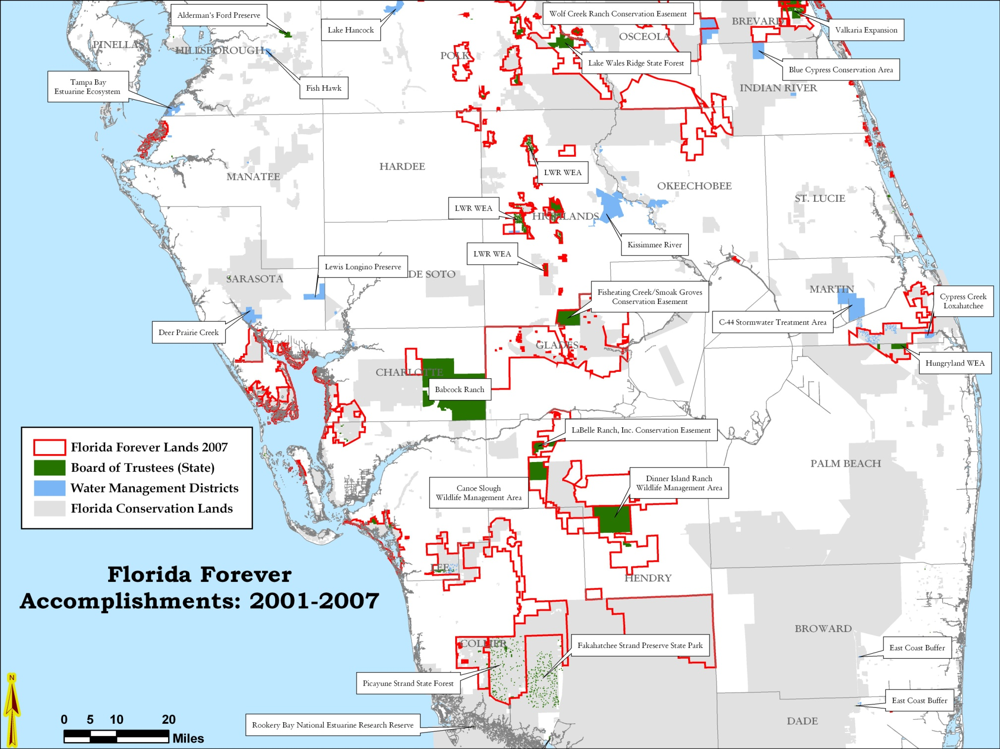 Alderman's Ford Preserve
Lake Hancock
Wolf Creek Ranch Conservation Easement
BREVARD
Valkaria Expansion
PINELLAS
HILLSBOROUGH
POLK
OSCEOLA
Lake Wales Ridge State Forest
Blue Cypress Conservation Area
Tampa Bay
Estuarine Ecosystem
Fish Hawk
INDIAN RIVER
MANATEE
HARDEE
LWR WEA
OKEECHOBEE
ST. LUCIE
LWR WEA
HIGHLANDS
Kissimmee River
LWR WEA
Lewis Longino Preserve
SARASOTA
DE SOTO
Fisheating Creek/Smoak Groves
Conservation Easement
MARTIN
Cypress Creek
Loxahatchee
C-44 Stormwater Treatment Area
Deer Prairie Creek
GLADES
Hungryland WEA
CHARLOTTE
Babcock Ranch
LaBelle Ranch, Inc. Conservation Easement
Florida Forever Lands 2007
Board of Trustees (State)
Water Management Districts
Florida Conservation Lands
PALM BEACH
Canoe Slough
Wildlife Management Area
Dinner Island Ranch
Wildlife Management Area
LEE
HENDRY
Florida Forever
Accomplishments: 2001-2007
BROWARD
COLLIER
Fakahatchee Strand Preserve State Park
East Coast Buffer
Picayune Strand State Forest
East Coast Buffer
DADE
Rookery Bay National Estuarine Research Reserve
N
0 5 10 20
Miles